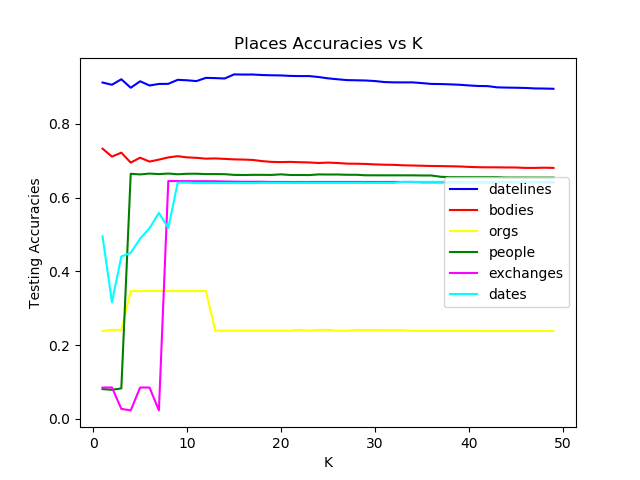 Places Accuracies vs K
Testing Accuracies
0.8
0.6
0.4
0.2
0.0
datelines
bodies
orgs
people
exchanges
dates
0 10 20 30 40 50
K